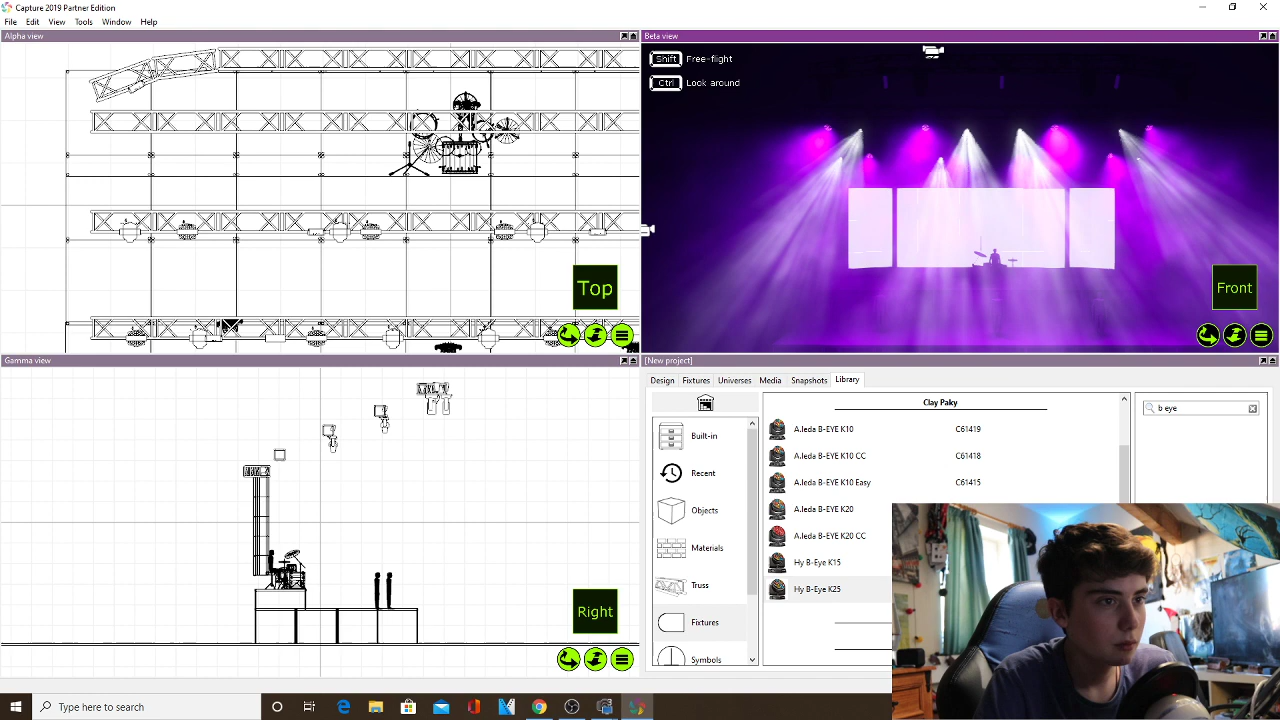 Capture 2019 Partner Edition
File Edit View Tools Window Help
Alpha view
Top
Beta view
Shift Free-flight
Ctrl Look around
Front
Gamma view
Right
[New project]
Design Fixtures Universes Media Snapshots Library
Built-in
Recent
Objects
Materials
Truss
Fixtures
Symbols
Clay Paky
A.leda B-EYE K10 C61419
A.leda B-EYE K10 CC C61418
A.leda B-EYE K10 Easy C61415
A.leda B-EYE K20
A.leda B-EYE K20 CC
Hy B-Eye K15
Hy B-Eye K25
b eye
Type here to search